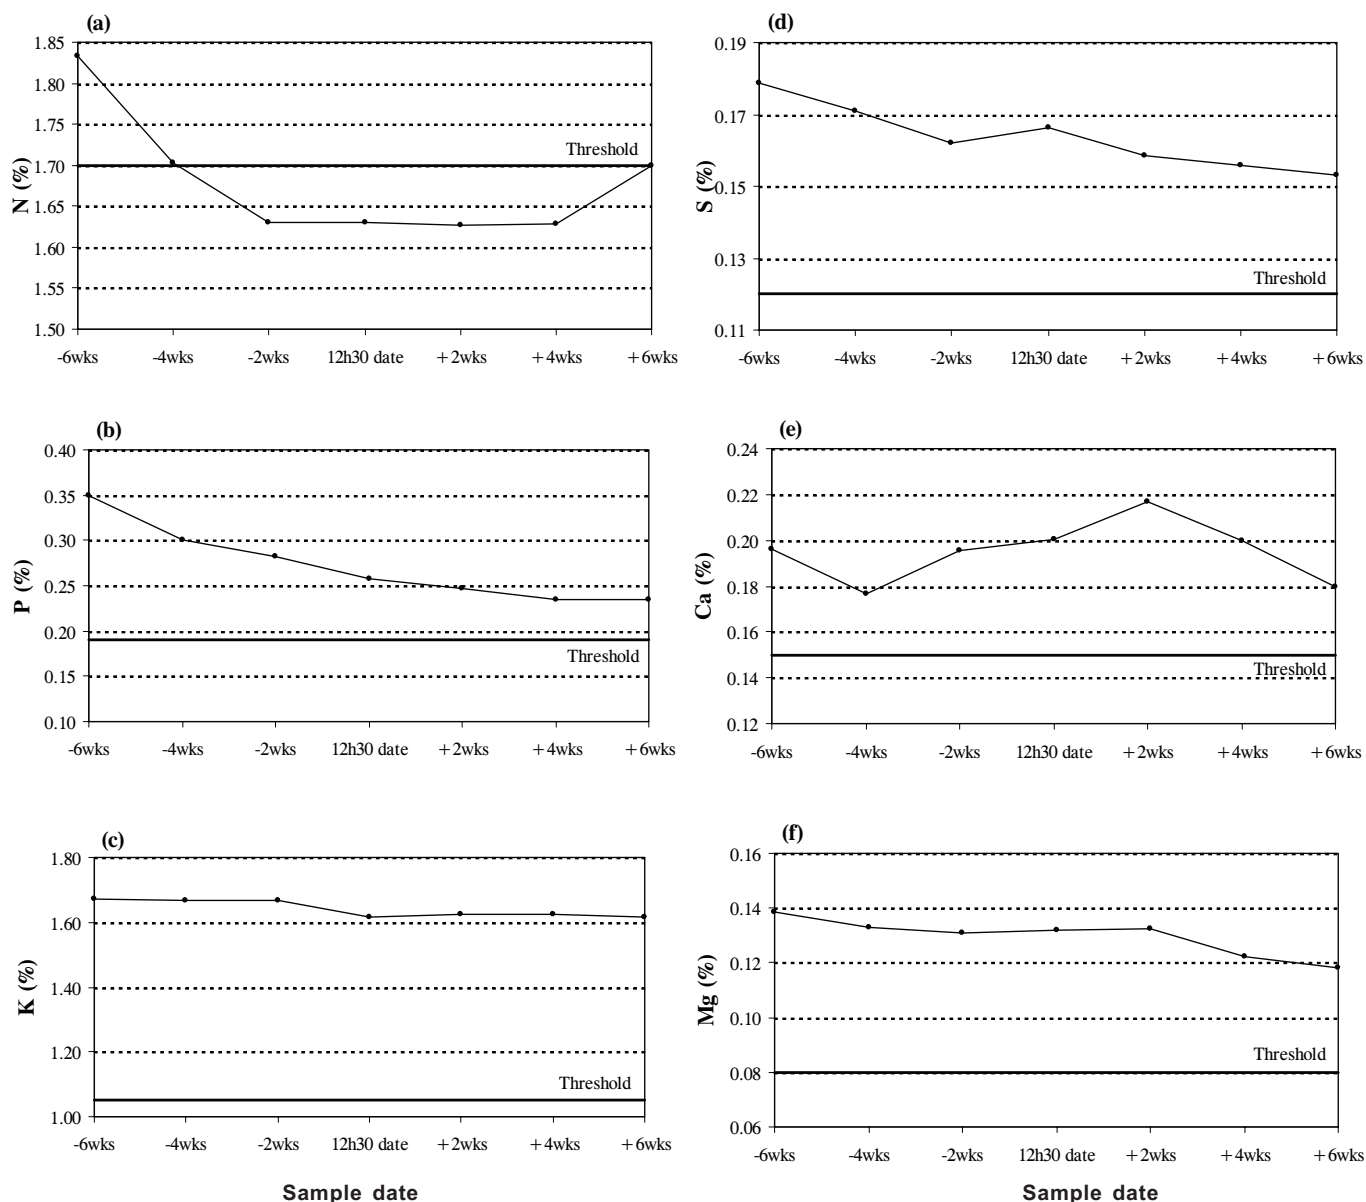 (a)
1.85
1.80
1.75
1.70
1.65
1.60
1.55
1.50
N (%)
Threshold
-6wks -4wks -2wks 12h30 date +2wks +4wks +6wks
(d)
0.19
0.17
0.15
0.13
0.11
S (%)
Threshold
-6wks -4wks -2wks 12h30 date +2wks +4wks +6wks
(b)
0.40
0.35
0.30
0.25
0.20
0.15
0.10
P (%)
Threshold
-6wks -4wks -2wks 12h30 date +2wks +4wks +6wks
(e)
0.24
0.22
0.20
0.18
0.16
0.14
0.12
Ca (%)
Threshold
-6wks -4wks -2wks 12h30 date +2wks +4wks +6wks
(c)
1.80
1.60
1.40
1.20
1.00
K (%)
Threshold
-6wks -4wks -2wks 12h30 date +2wks +4wks +6wks
Sample date
(f)
0.16
0.14
0.12
0.10
0.08
0.06
Mg (%)
Threshold
-6wks -4wks -2wks 12h30 date +2wks +4wks +6wks
Sample date